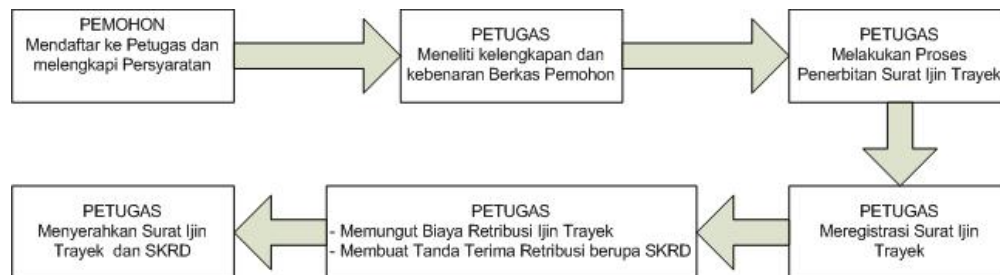 PEMOHON
Mendaftar ke Petugas dan
melengkapi Persyaratan
PETUGAS
Meneliti kelengkapan dan
kebenaran Berkas Pemohon
PETUGAS
Melakukan Proses
Penerbitan Surat Ijin Trayek
PETUGAS
Meregistrasi Surat Ijin
Trayek
PETUGAS
- Memungut Biaya Retribusi Ijin Trayek
- Membuat Tanda Terima Retribusi berupa SKRD
PETUGAS
Menyerahkan Surat Ijin
Trayek dan SKRD